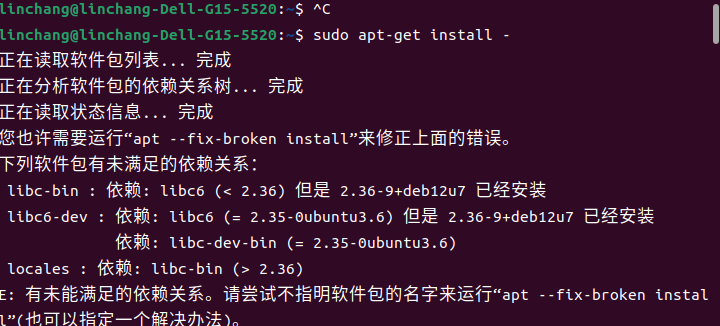 linchang@linchang-Dell-G15-5520:~$ ^C
linchang@linchang-Dell-G15-5520:~$ sudo apt-get install -
正在读取软件包列表... 完成
正在分析软件包的依赖关系树... 完成
正在读取状态信息... 完成
您也许需要运行“apt --fix-broken install”来修正上面的错误。
下列软件包有未满足的依赖关系：
libc-bin : 依赖: libc6 (< 2.36) 但是 2.36-9+deb12u7 已经安装
libc6-dev : 依赖: libc6 (= 2.35-0ubuntu3.6) 但是 2.36-9+deb12u7 已经安装
依赖: libc-dev-bin (= 2.35-0ubuntu3.6)
locales : 依赖: libc-bin (> 2.36)
E: 有未能满足的依赖关系。请尝试不指明软件包的名字来运行“apt --fix-broken instal
l”(也可以指定一个解决办法)。